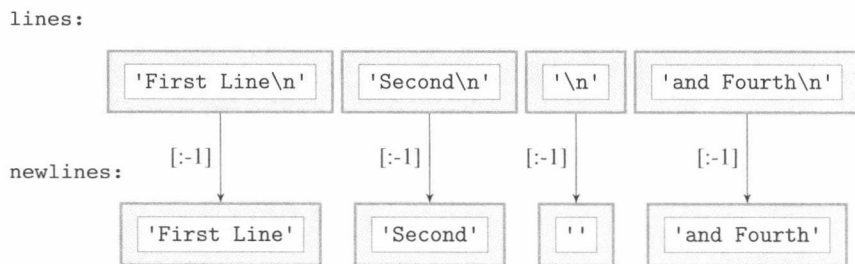 lines:
'First Line\n' 'Second\n' '\n' 'and Fourth\n'
[:-1] [:-1] [:-1] [:-1]
newlines:
'First Line' 'Second' '' 'and Fourth'